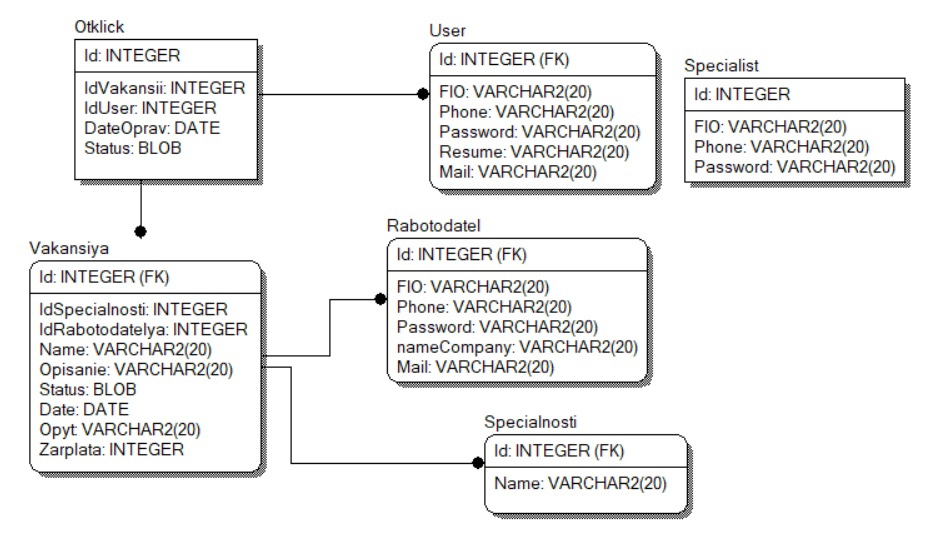 Otklick
Id: INTEGER
IdVakansii: INTEGER
IdUser: INTEGER
DateOprav: DATE
Status: BLOB
User
Id: INTEGER (FK)
FIO: VARCHAR2(20)
Phone: VARCHAR2(20)
Password: VARCHAR2(20)
Resume: VARCHAR2(20)
Mail: VARCHAR2(20)
Specialist
Id: INTEGER
FIO: VARCHAR2(20)
Phone: VARCHAR2(20)
Password: VARCHAR2(20)
Vakansiya
Id: INTEGER (FK)
IdSpecialnosti: INTEGER
IdRabotodatelya: INTEGER
Name: VARCHAR2(20)
Opisanie: VARCHAR2(20)
Status: BLOB
Date: DATE
Opyt: VARCHAR2(20)
Zarplata: INTEGER
Rabotodatel
Id: INTEGER (FK)
FIO: VARCHAR2(20)
Phone: VARCHAR2(20)
Password: VARCHAR2(20)
nameCompany: VARCHAR2(20)
Mail: VARCHAR2(20)
Specialnosti
Id: INTEGER (FK)
Name: VARCHAR2(20)